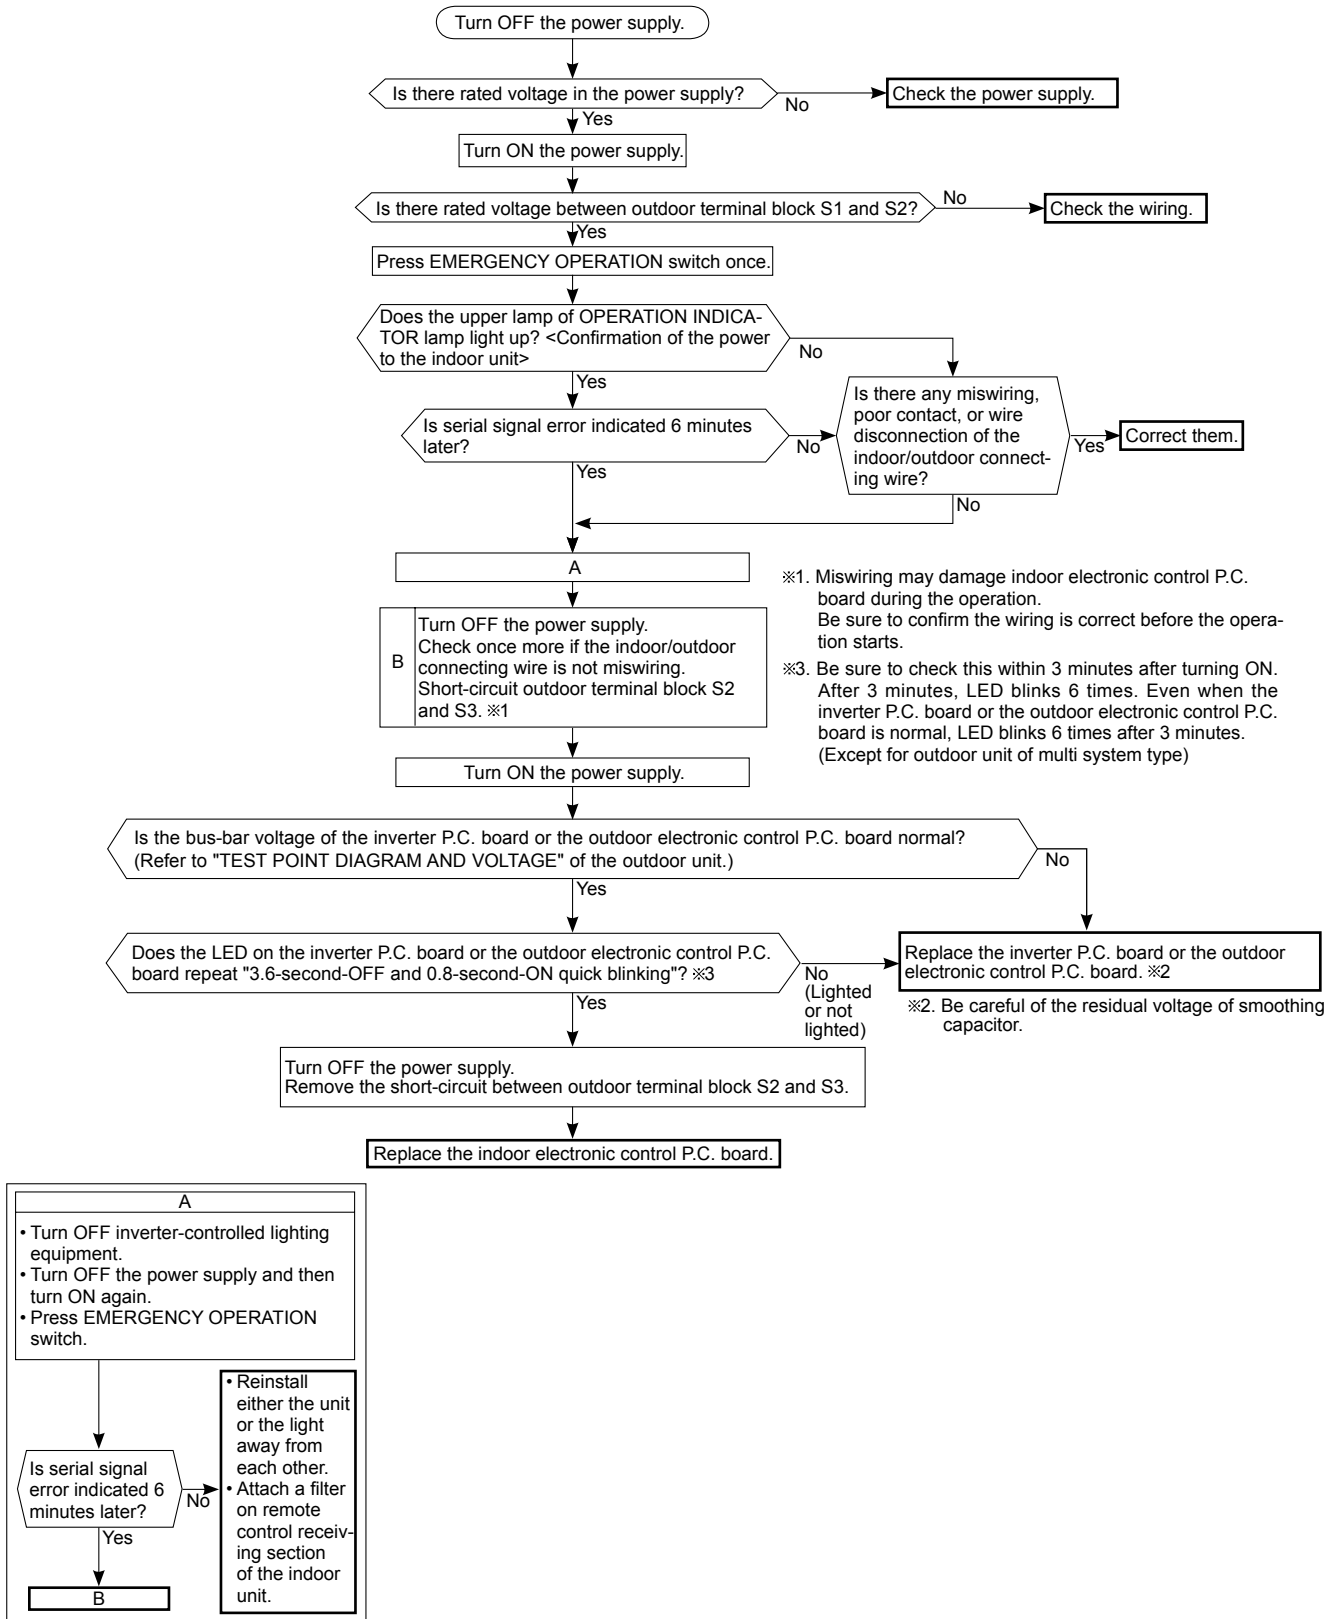 Turn OFF the power supply.
Is there rated voltage in the power supply?
No
Check the power supply.
Yes
Turn ON the power supply.
Is there rated voltage between outdoor terminal block S1 and S2?
No
Check the wiring.
Yes
Press EMERGENCY OPERATION switch once.
Does the upper lamp of OPERATION INDICA-
TOR lamp light up? <Confirmation of the power
to the indoor unit>
No
Yes
Is serial signal error indicated 6 minutes
later?
No
Is there any miswiring,
poor contact, or wire
disconnection of the
indoor/outdoor connect-
ing wire?
Yes
Correct them.
Yes
No
A
B
Turn OFF the power supply.
Check once more if the indoor/outdoor
connecting wire is not miswiring.
Short-circuit outdoor terminal block S2
and S3. ※1
※1. Miswiring may damage indoor electronic control P.C.
board during the operation.
Be sure to confirm the wiring is correct before the opera-
tion starts.
※3. Be sure to check this within 3 minutes after turning ON.
After 3 minutes, LED blinks 6 times. Even when the
inverter P.C. board or the outdoor electronic control P.C.
board is normal, LED blinks 6 times after 3 minutes.
(Except for outdoor unit of multi system type)
Turn ON the power supply.
Is the bus-bar voltage of the inverter P.C. board or the outdoor electronic control P.C. board normal?
(Refer to "TEST POINT DIAGRAM AND VOLTAGE" of the outdoor unit.)
No
Yes
Does the LED on the inverter P.C. board or the outdoor electronic control P.C.
board repeat "3.6-second-OFF and 0.8-second-ON quick blinking"? ※3
No
(Lighted
or not
lighted)
Replace the inverter P.C. board or the outdoor
electronic control P.C. board. ※2
※2. Be careful of the residual voltage of smoothing
capacitor.
Yes
Turn OFF the power supply.
Remove the short-circuit between outdoor terminal block S2 and S3.
Replace the indoor electronic control P.C. board.
A
• Turn OFF inverter-controlled lighting
equipment.
• Turn OFF the power supply and then
turn ON again.
• Press EMERGENCY OPERATION
switch.
Is serial signal
error indicated 6
minutes later?
No
• Reinstall
either the unit
or the light
away from
each other.
• Attach a filter
on remote
control receiv-
ing section
of the indoor
unit.
Yes
B